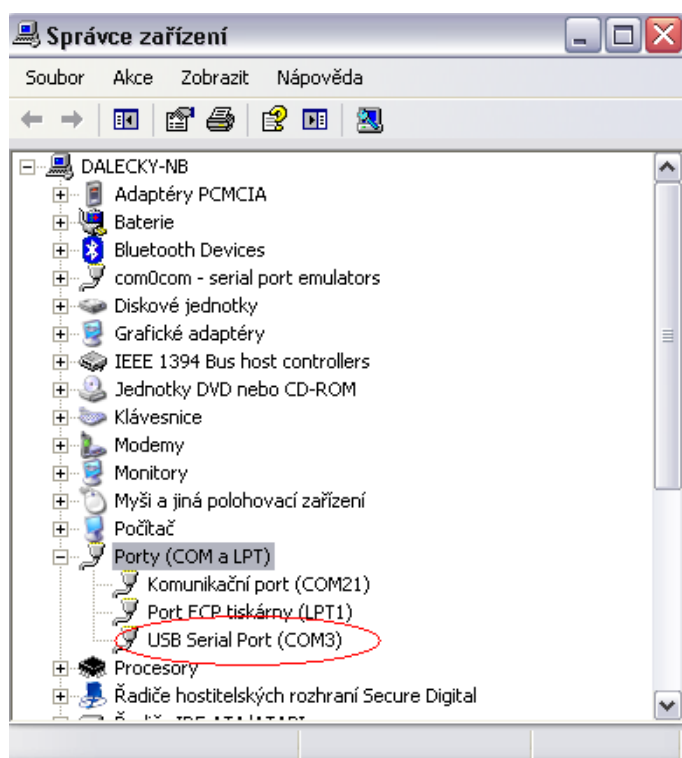 Správce zařízení
Soubor Akce Zobrazit Nápověda
DALECKY-NB
Adaptéry PCMCIA
Baterie
Bluetooth Devices
com0com - serial port emulators
Diskové jednotky
Grafické adaptéry
IEEE 1394 Bus host controllers
Jednotky DVD nebo CD-ROM
Klávesnice
Modemy
Monitory
Myši a jiná polohovací zařízení
Počítač
Porty (COM a LPT)
Komunikační port (COM21)
Port ECP tiskárny (LPT1)
USB Serial Port (COM3)
Procesory
Řadiče hostitelských rozhraní Secure Digital